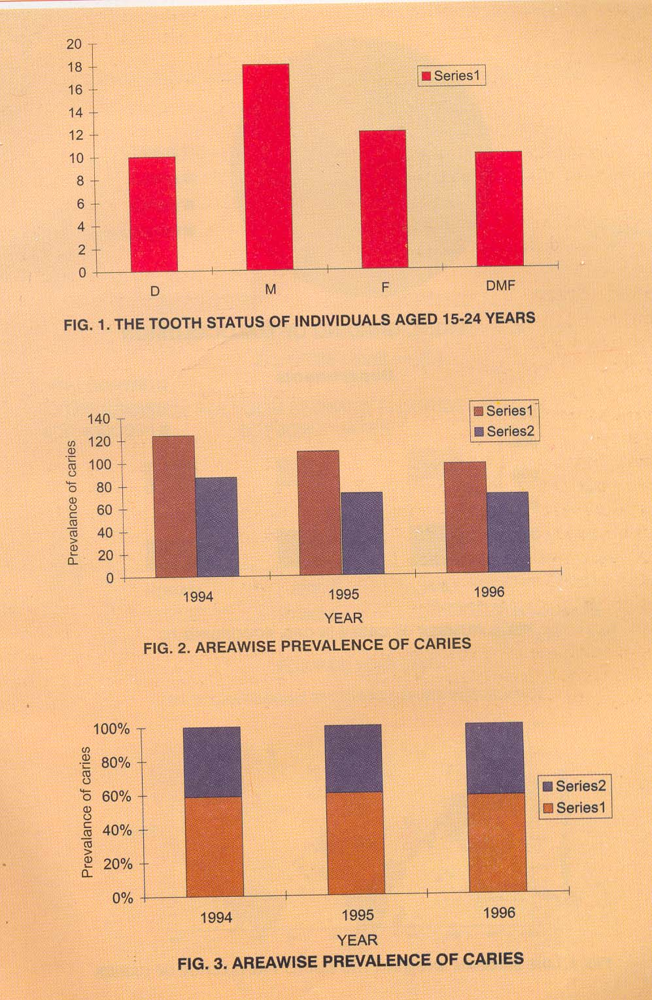 20
18
16
14
12
10
8
6
4
2
0
Series1
D M F DMF
FIG. 1. THE TOOTH STATUS OF INDIVIDUALS AGED 15-24 YEARS
Prevalance of caries
140
120
100
80
60
40
20
0
Series1
Series2
1994 1995 1996
YEAR
FIG. 2. AREAWISE PREVALENCE OF CARIES
Prevalance of caries
100%
80%
60%
40%
20%
0%
Series2
Series1
1994 1995 1996
YEAR
FIG. 3. AREAWISE PREVALENCE OF CARIES